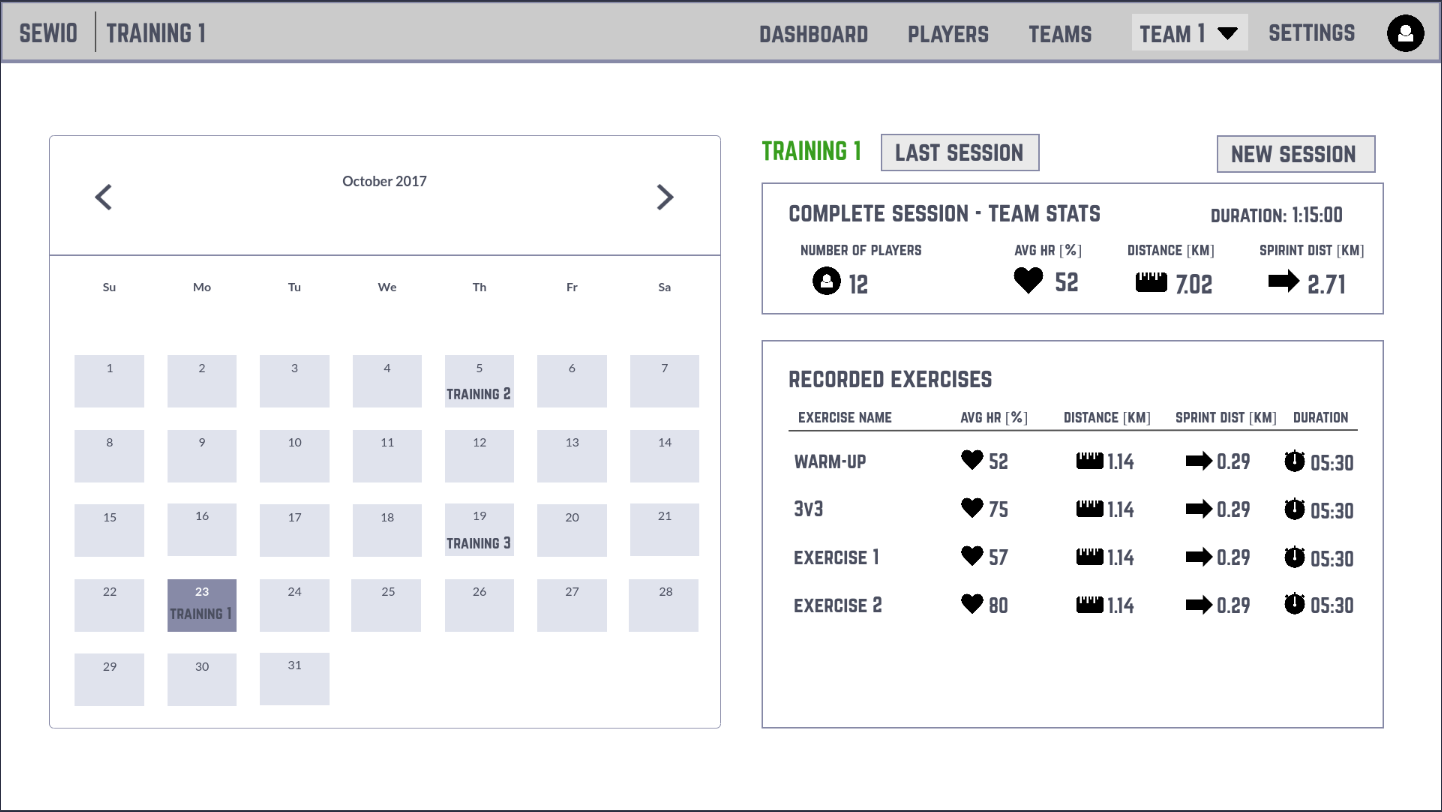 SEWIO TRAINING 1 DASHBOARD PLAYERS TEAMS TEAM 1 SETTINGS
October 2017
Su Mo Tu We Th Fr Sa
1 2 3 4 5 6 7
TRAINING 2
8 9 10 11 12 13 14
15 16 17 18 19 20 21
TRAINING 3
22 23 24 25 26 27 28
TRAINING 1
29 30 31
TRAINING 1 LAST SESSION NEW SESSION
COMPLETE SESSION - TEAM STATS DURATION: 1:15:00
NUMBER OF PLAYERS AVG HR [%] DISTANCE [KM] SPIRINT DIST [KM]
12 52 7.02 2.71
RECORDED EXERCISES
EXERCISE NAME AVG HR [%] DISTANCE [KM] SPRINT DIST [KM] DURATION
WARM-UP 52 1.14 0.29 05:30
3v3 75 1.14 0.29 05:30
EXERCISE 1 57 1.14 0.29 05:30
EXERCISE 2 80 1.14 0.29 05:30